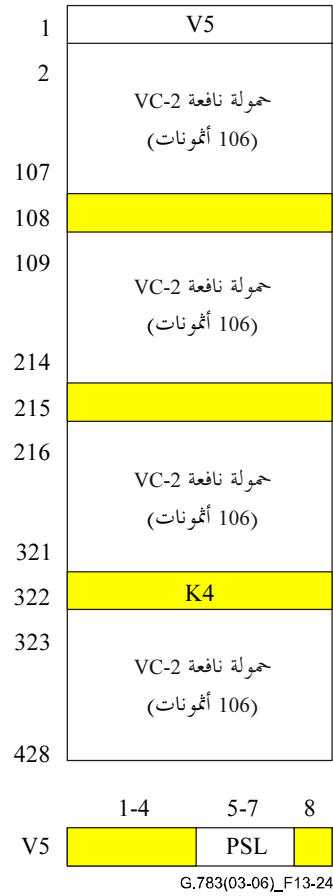 1 V5
2
حمولة نافعة VC-2
(106 أثمونات)
107
108
109
حمولة نافعة VC-2
(106 أثمونات)
214
215
216
حمولة نافعة VC-2
(106 أثمونات)
321
322 K4
323
حمولة نافعة VC-2
(106 أثمونات)
428
1-4 5-7 8
V5 PSL
G.783(03-06)_F13-24